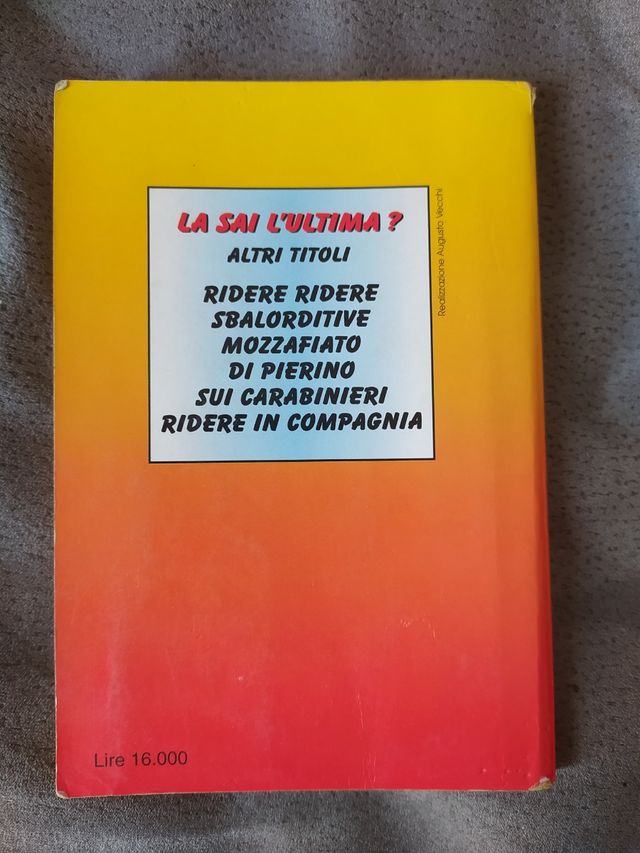 LA SAI L'ULTIMA ?
ALTRI TITOLI
RIDERE RIDERE
SBALORDITIVE
MOZZAFIATO
DI PIERINO
SUI CARABINIERI
RIDERE IN COMPAGNIA
Realizzazione Augusto Vecchi
Lire 16.000